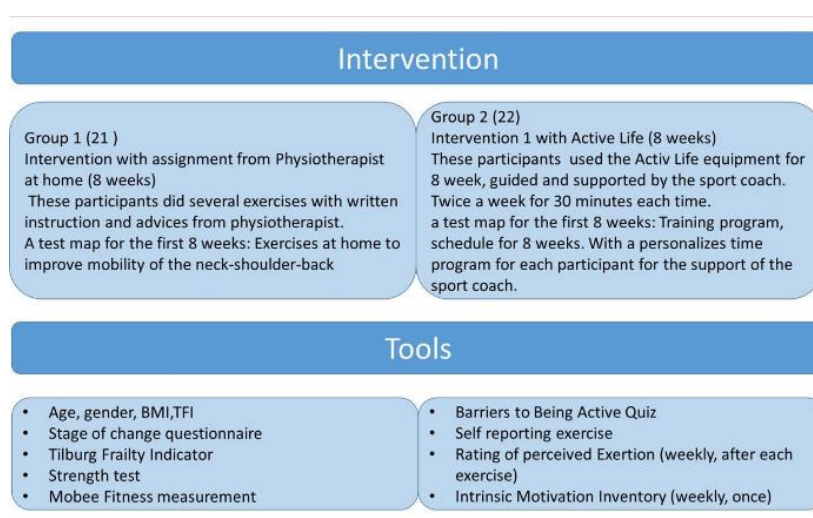 Intervention
Group 1 (21 )
Intervention with assignment from Physiotherapist
at home (8 weeks)
These participants did several exercises with written
instruction and advices from physiotherapist.
A test map for the first 8 weeks: Exercises at home to
improve mobility of the neck-shoulder-back
Group 2 (22)
Intervention 1 with Active Life (8 weeks)
These participants used the Activ Life equipment for
8 week, guided and supported by the sport coach.
Twice a week for 30 minutes each time.
a test map for the first 8 weeks: Training program,
schedule for 8 weeks. With a personalizes time
program for each participant for the support of the
sport coach.
Tools
• Age, gender, BMI,TFI
• Stage of change questionnaire
• Tilburg Frailty Indicator
• Strength test
• Mobee Fitness measurement
• Barriers to Being Active Quiz
• Self reporting exercise
• Rating of perceived Exertion (weekly, after each
exercise)
• Intrinsic Motivation Inventory (weekly, once)